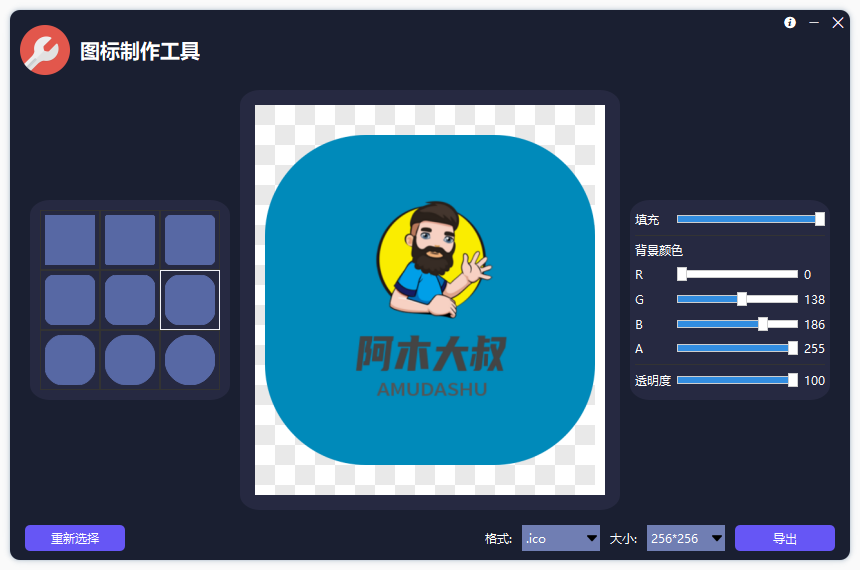 图标制作工具
阿木大叔
AMUDASHU
填充
背景颜色
R 0
G 138
B 186
A 255
透明度 100
重新选择 格式: .ico 大小: 256*256 导出